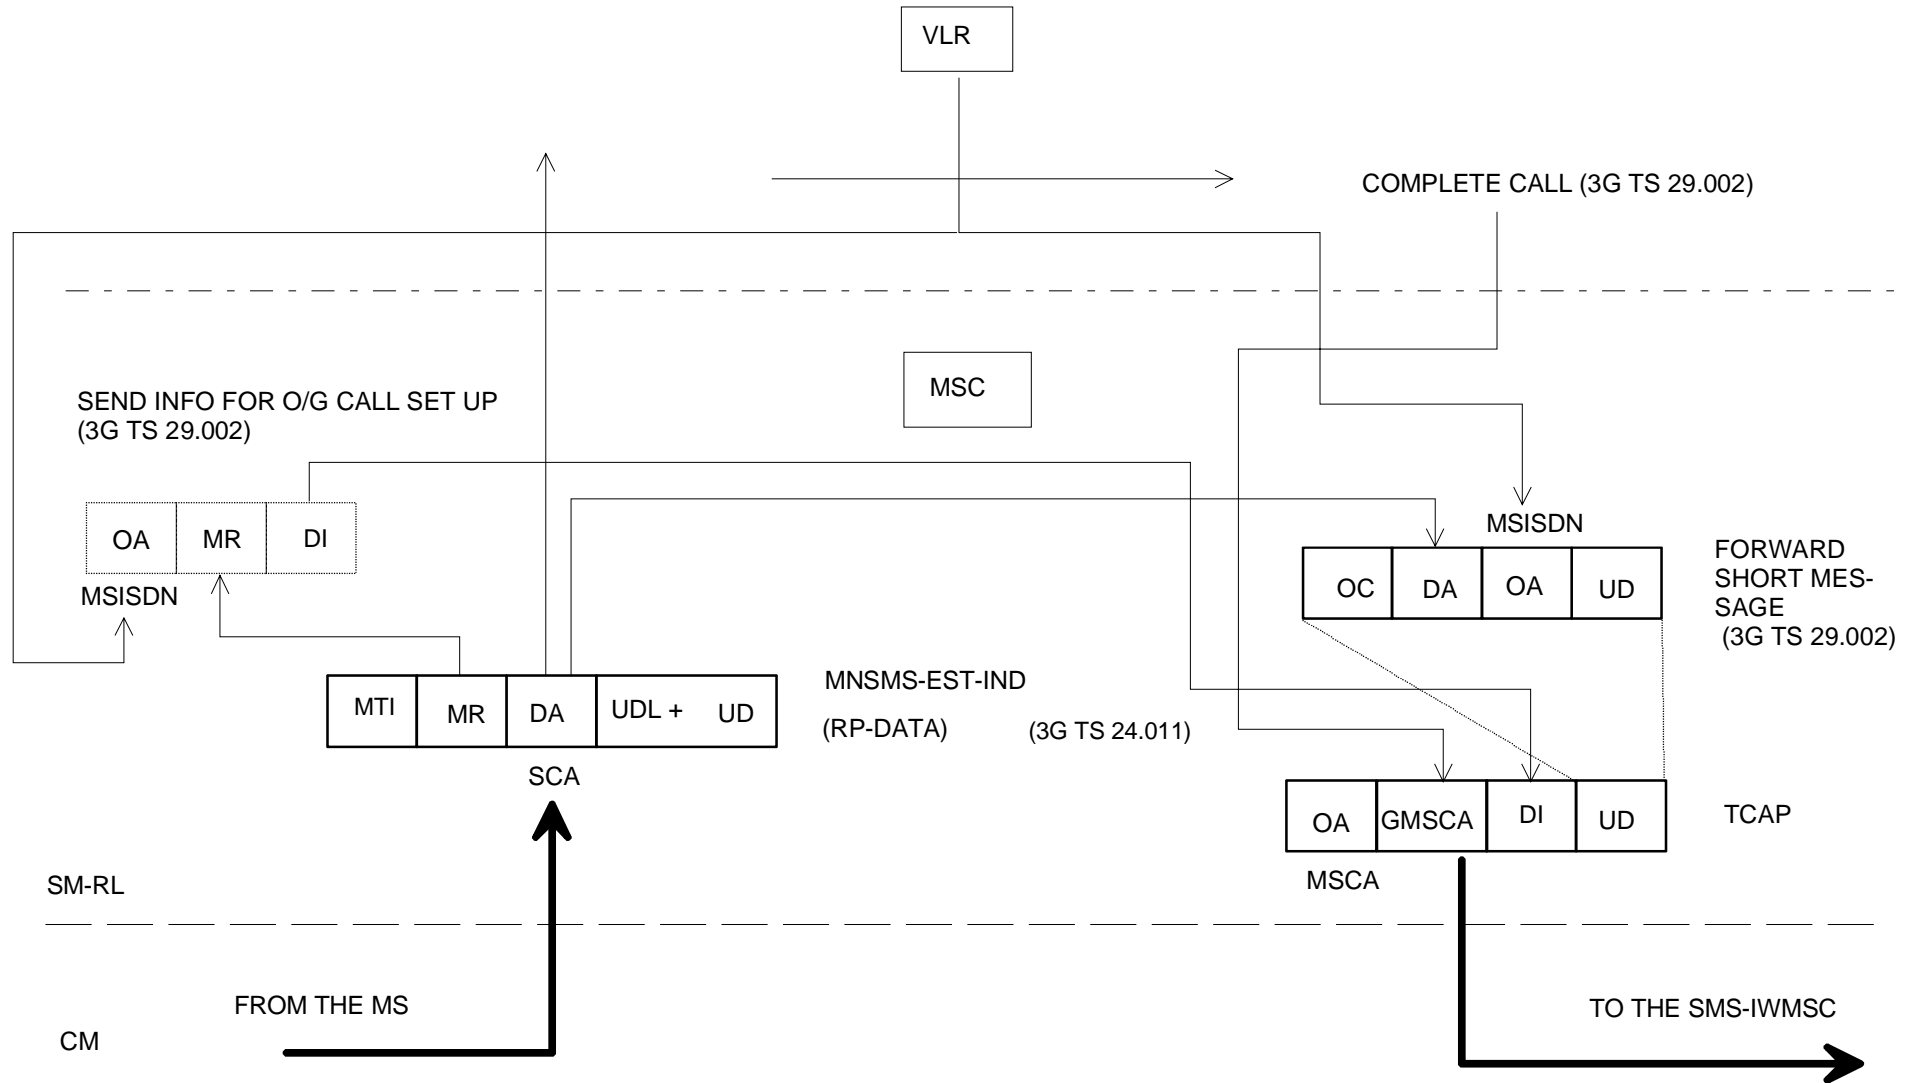 VLR
COMPLETE CALL (3G TS 29.002)
MSC
SEND INFO FOR O/G CALL SET UP
(3G TS 29.002)
OA MR DI
MSISDN
MSISDN
OC DA OA UD
FORWARD
SHORT MES-
SAGE
(3G TS 29.002)
MTI MR DA UDL + UD
MNSMS-EST-IND
(RP-DATA) (3G TS 24.011)
SCA
OA GMSCA DI UD
TCAP
MSCA
SM-RL
FROM THE MS
TO THE SMS-IWMSC
CM